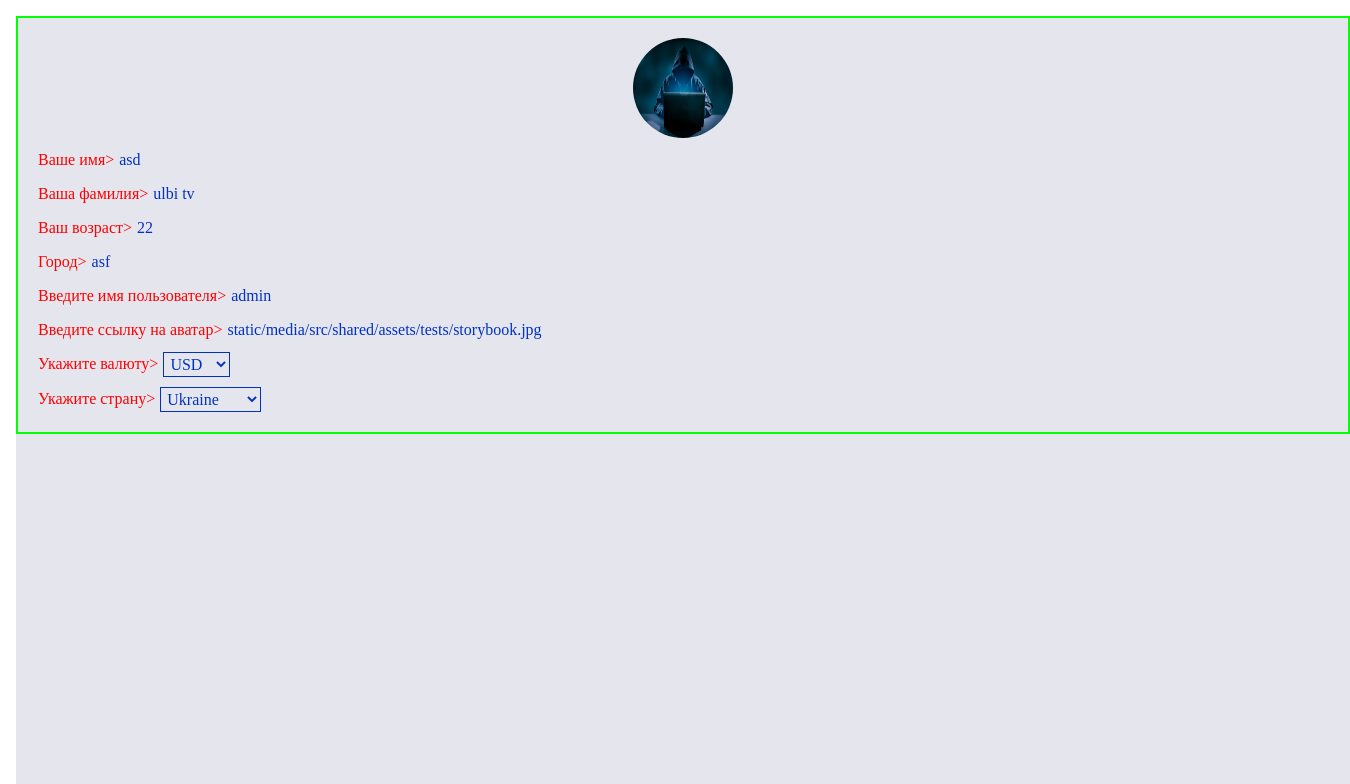 Ваше имя> asd
Ваша фамилия> ulbi tv
Ваш возраст> 22
Город> asf
Введите имя пользователя> admin
Введите ссылку на аватар> static/media/src/shared/assets/tests/storybook.jpg
Укажите валюту> USD
Укажите страну> Ukraine